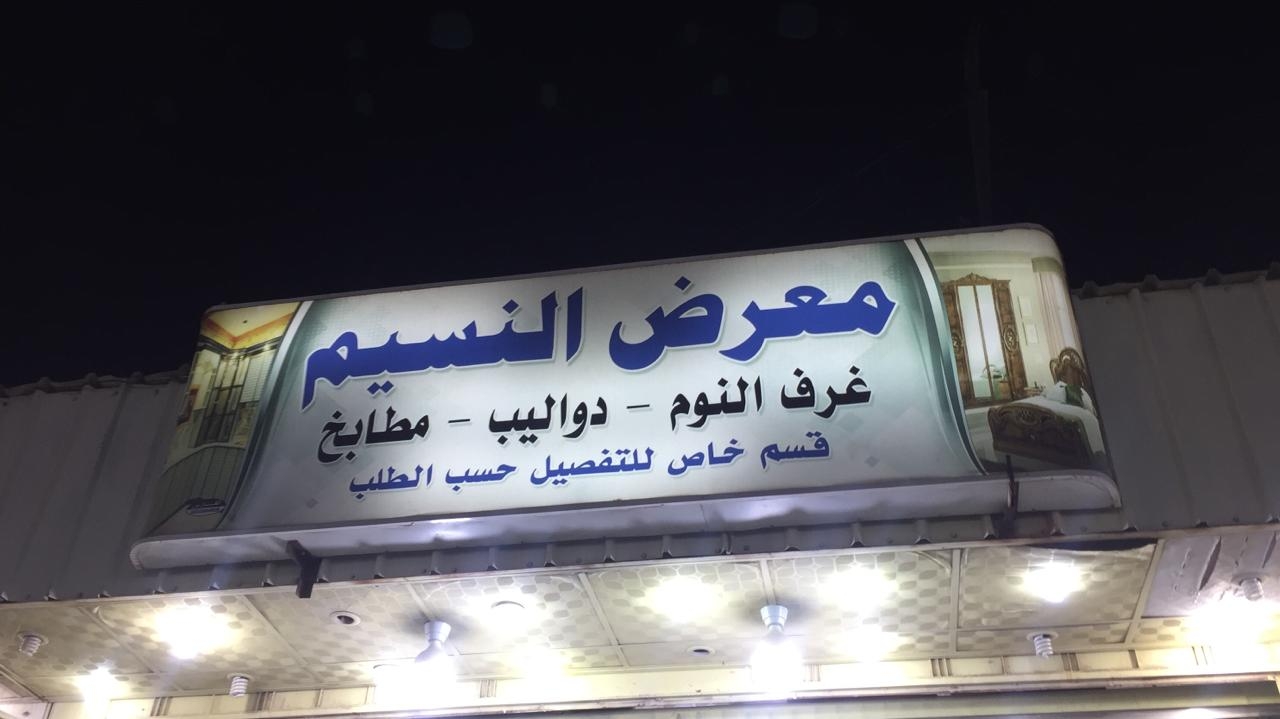 معرض النسيم
غرف النوم - دواليب - مطابخ
قسم خاص للتفصيل حسب الطلب